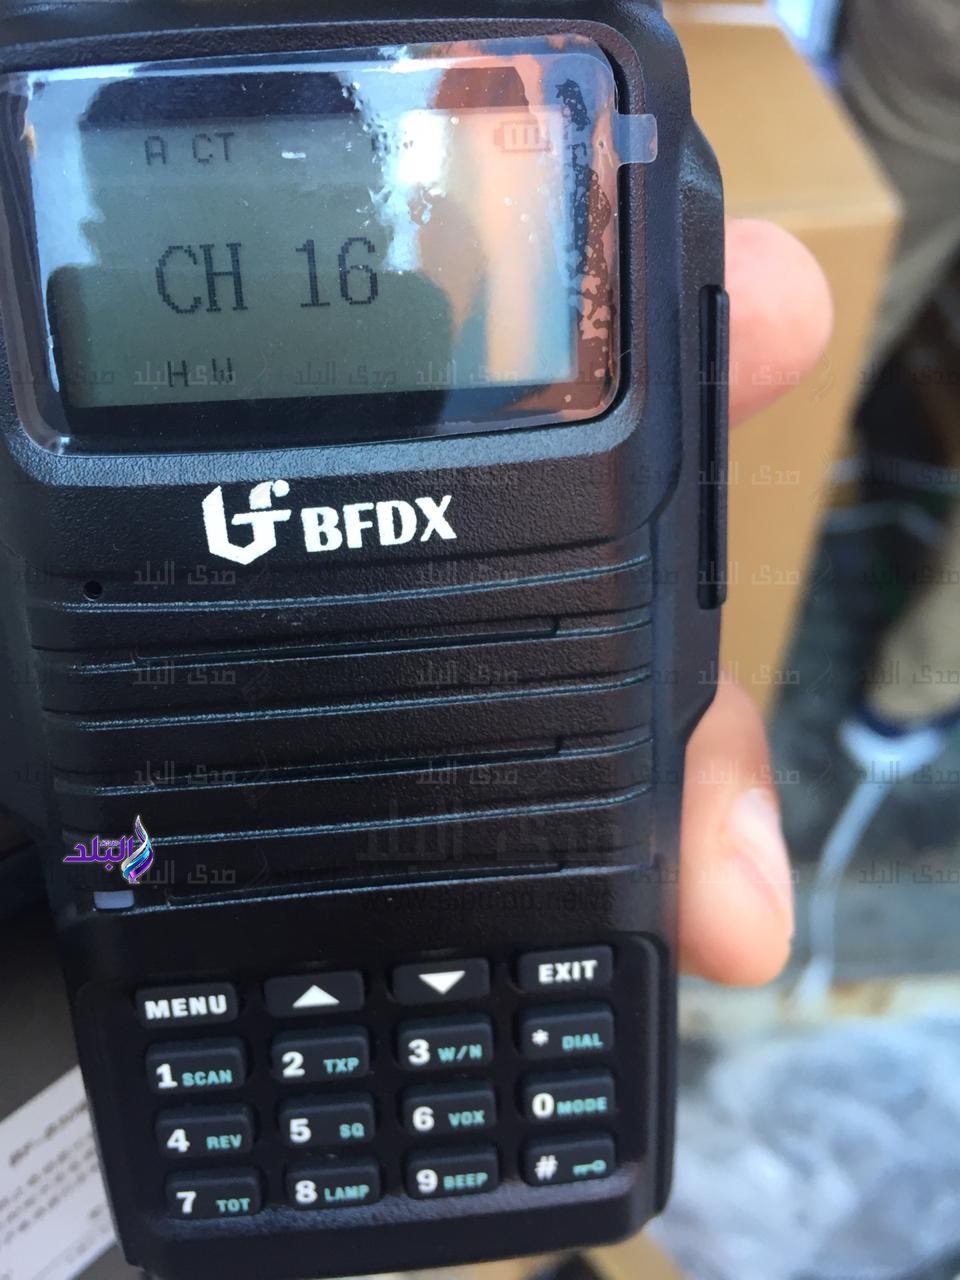 A CT
CH 16
H W
BFDX
صدى البلد
البلد
MENU
EXIT
1 SCAN 2 TXP 3 W/N * DIAL
4 REV 5 SQ 6 VOX 0 MODE
7 TOT 8 LAMP 9 BEEP #